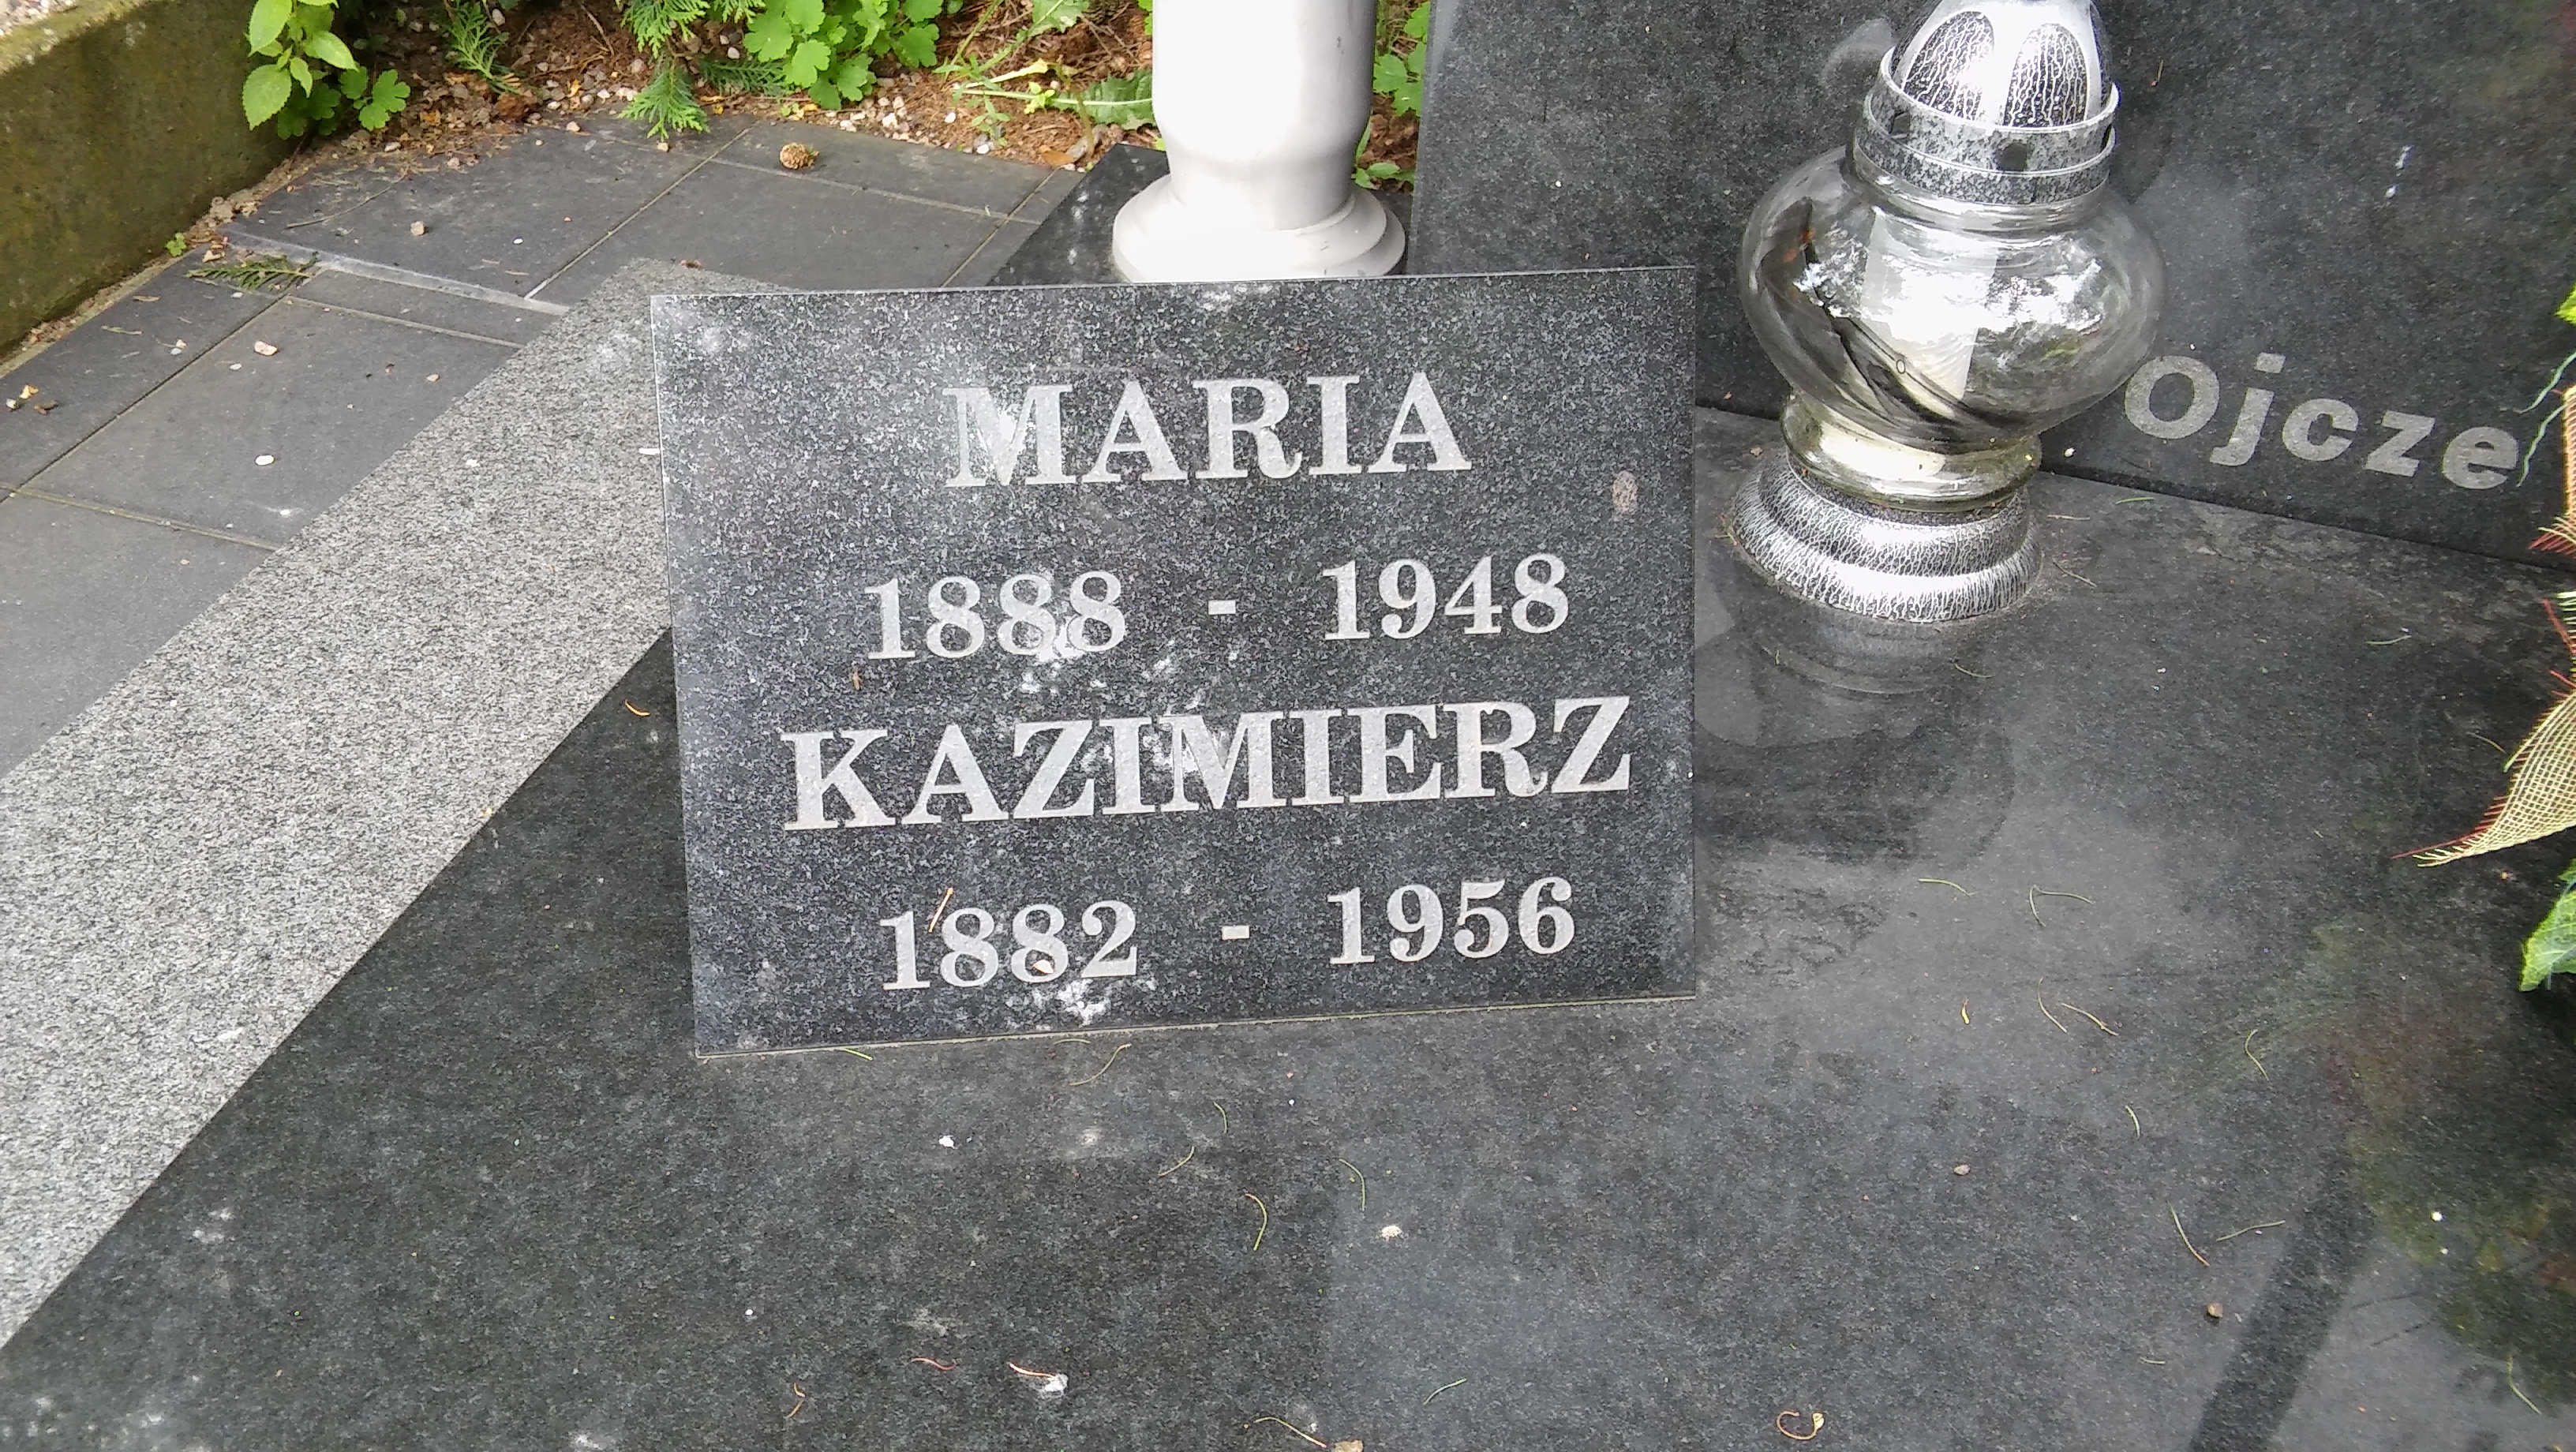 MARIA
1888 - 1948
KAZIMIERZ
1882 - 1956
Ojcze